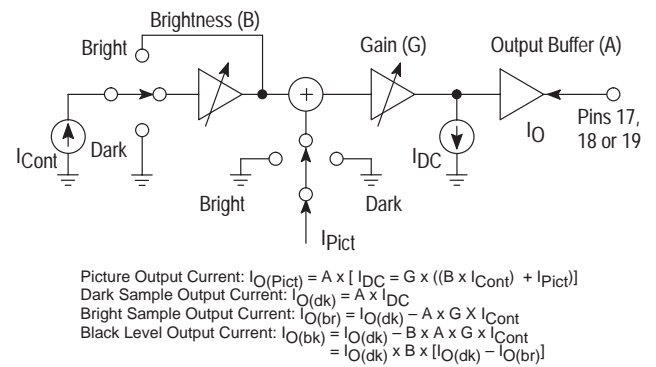 Brightness (B)
Bright
Gain (G)
Output Buffer (A)
+
Pins 17,
18 or 19
I_O
I_Cont
Dark
I_DC
Bright
Dark
I_Pict
Picture Output Current: I_O(Pict) = A x [ I_DC = G x ((B x I_Cont) + I_Pict)]
Dark Sample Output Current: I_O(dk) = A x I_DC
Bright Sample Output Current: I_O(br) = I_O(dk) – A x G X I_Cont
Black Level Output Current: I_O(bk) = I_O(dk) – B x A x G x I_Cont
= I_O(dk) x B x [I_O(dk) – I_O(br)]